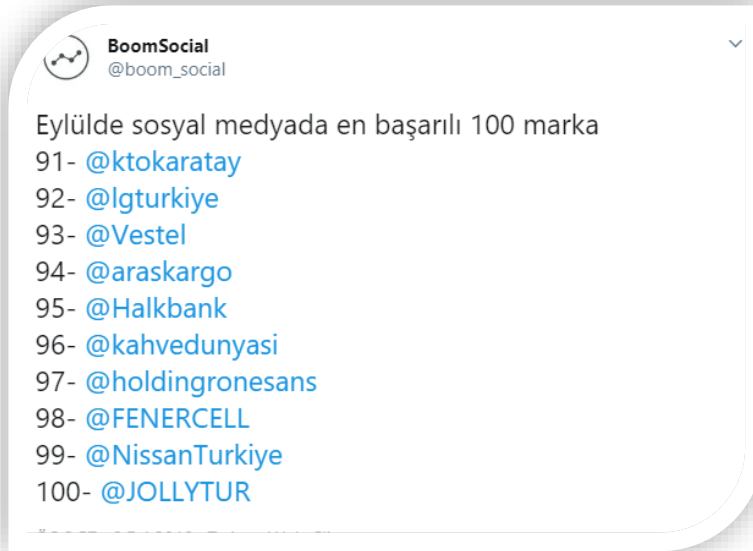 BoomSocial
@boom_social
Eylülde sosyal medyada en başarılı 100 marka
91- @ktokaratay
92- @lgturkiye
93- @Vestel
94- @araskargo
95- @Halkbank
96- @kahvedunyasi
97- @holdingronesans
98- @FENERCELL
99- @NissanTurkiye
100- @JOLLYTUR